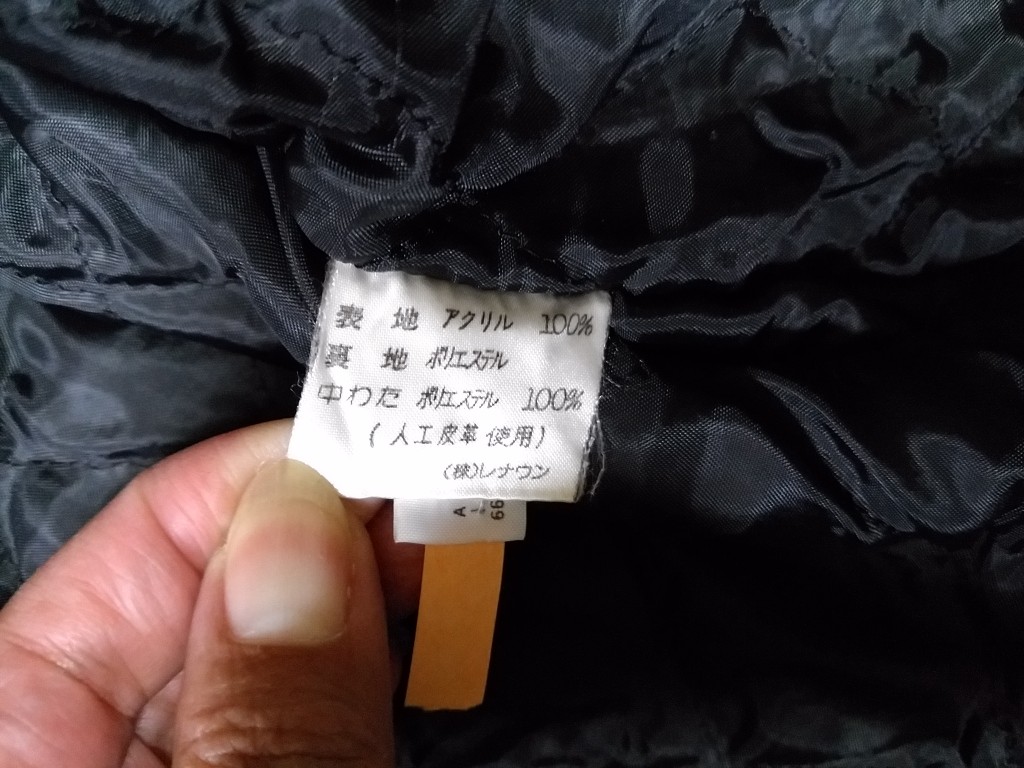 表 地 アクリル 100%
裏 地 ポリエステル
中わた ポリエステル 100%
(人工皮革使用)
(株)レナウン
A
66